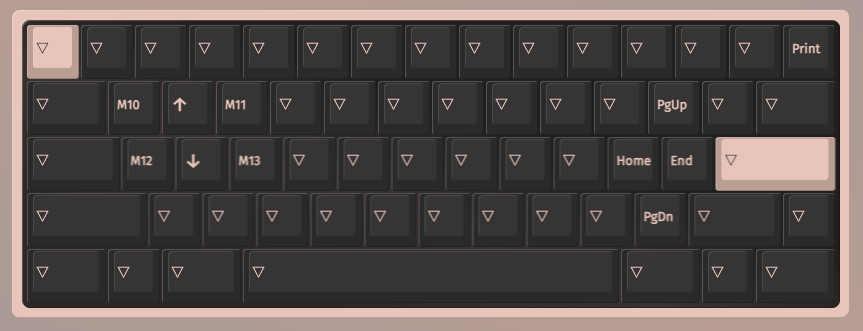 ▽ ▽ ▽ ▽ ▽ ▽ ▽ ▽ ▽ ▽ ▽ ▽ ▽ ▽ Print
▽ M10 ↑ M11 ▽ ▽ ▽ ▽ ▽ ▽ ▽ PgUp ▽ ▽
▽ M12 ↓ M13 ▽ ▽ ▽ ▽ ▽ ▽ Home End ▽
▽ ▽ ▽ ▽ ▽ ▽ ▽ ▽ ▽ ▽ PgDn ▽ ▽
▽ ▽ ▽ ▽ ▽ ▽ ▽